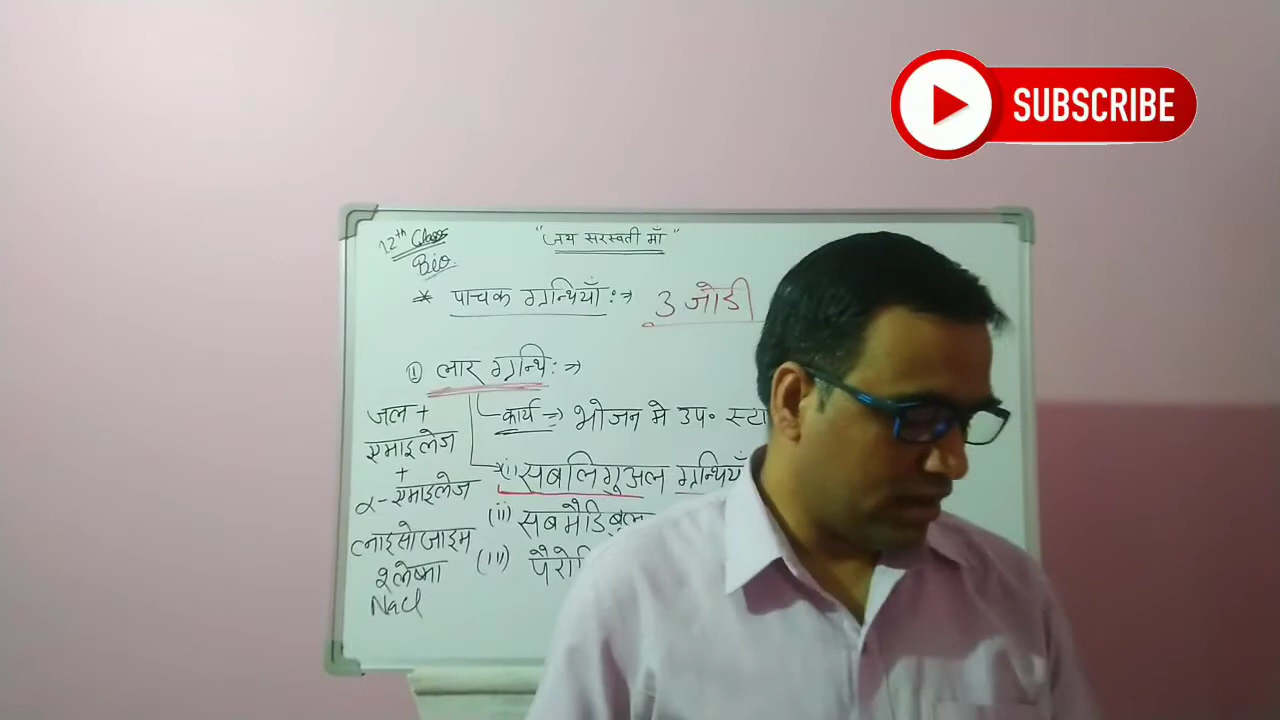 SUBSCRIBE
12th Class
Bio.
"जय सरस्वती माँ"
* पाचक ग्रन्थियाँ :→ 3 जोडी
① लार ग्रन्थि :→
कार्य ⇒ भोजन मे उप० स्टा
(i) सबलिगुअल ग्रन्थियाँ
(ii) सबमैडिबुल
(iii) पैरो
जल +
एमाइलेज
+
α-एमाइलेज
लाइसोजाइम
श्लेष्मा
NaCl